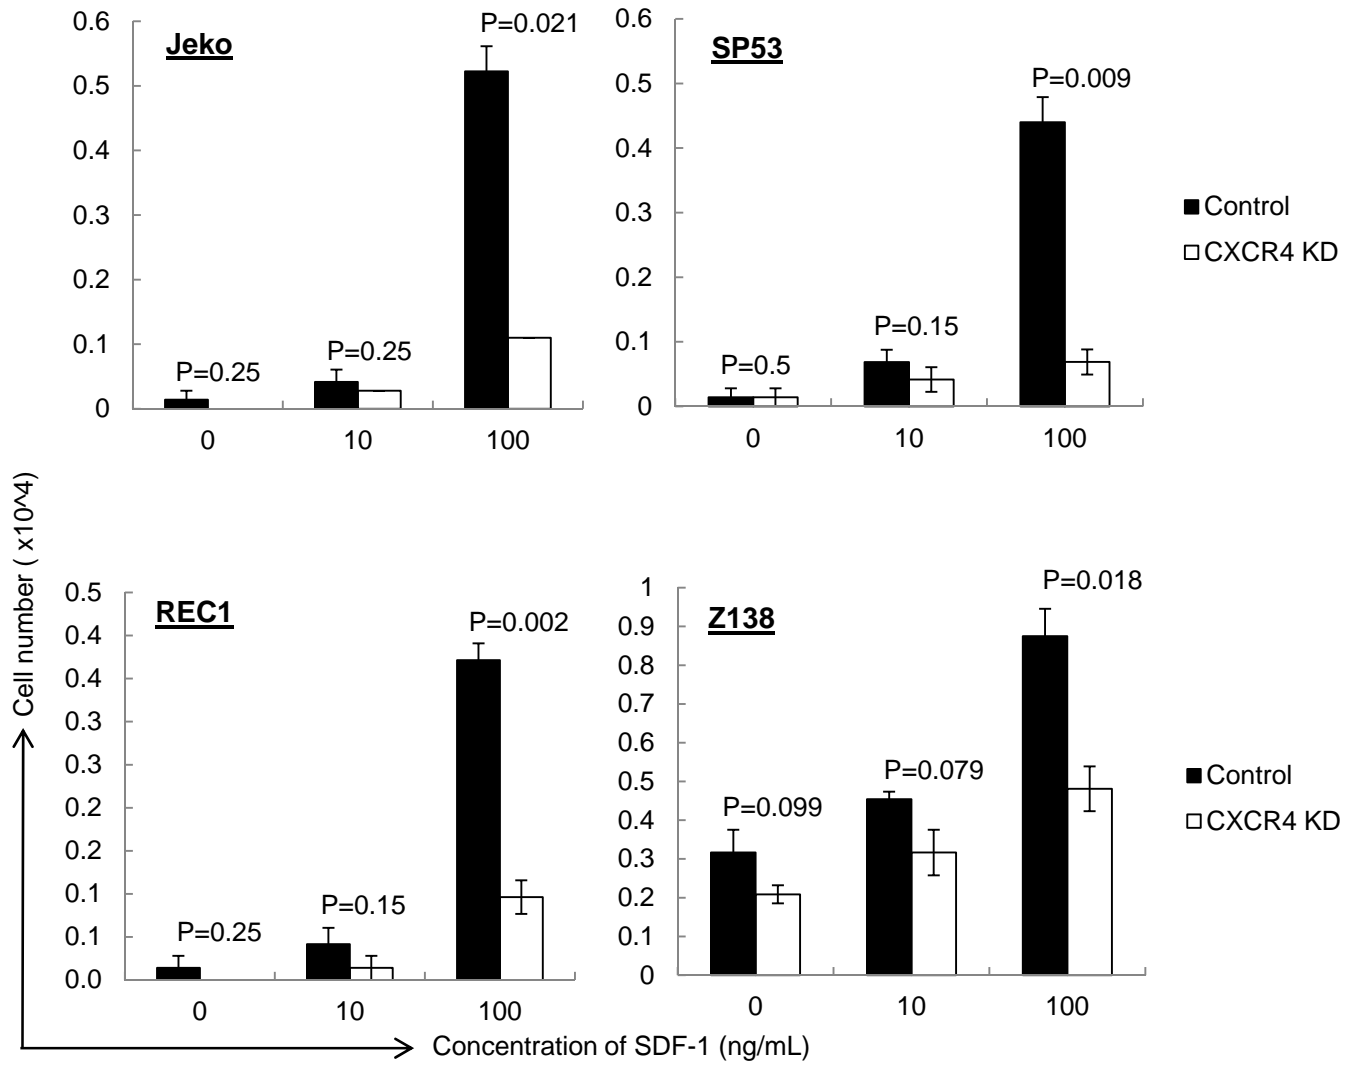 Jeko
P=0.021
0.6
0.5
0.4
0.3
0.2
0.1
0
P=0.25
P=0.25
0
10
100
SP53
P=0.009
0.6
0.5
0.4
0.3
0.2
0.1
0
P=0.5
P=0.15
0
10
100
Control
CXCR4 KD
Cell number ( x10^4)
REC1
P=0.002
0.5
0.4
0.4
0.3
0.3
0.2
0.2
0.1
0.1
0.0
P=0.25
P=0.15
0
10
100
Z138
P=0.018
1
0.9
0.8
0.7
0.6
0.5
0.4
0.3
0.2
0.1
0
P=0.099
P=0.079
0
10
100
Control
CXCR4 KD
Concentration of SDF-1 (ng/mL)